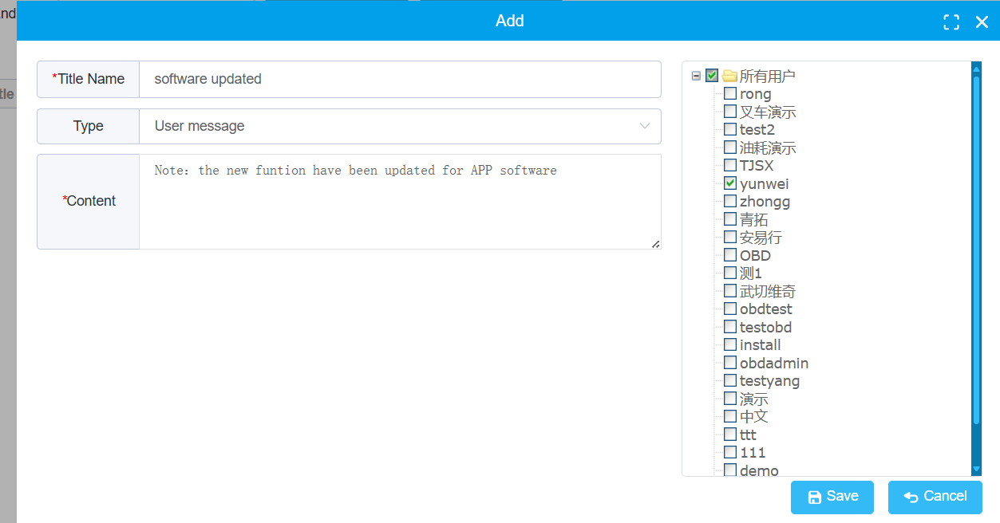 and
Add
tle
*Title Name
software updated
Type
User message
*Content
Note: the new funtion have been updated for APP software
所有用户
rong
叉车演示
test2
油耗演示
TJSX
yunwei
zhongg
青拓
安易行
OBD
测1
武切维奇
obdtest
testobd
install
obdadmin
testyang
演示
中文
ttt
111
demo
Save
Cancel